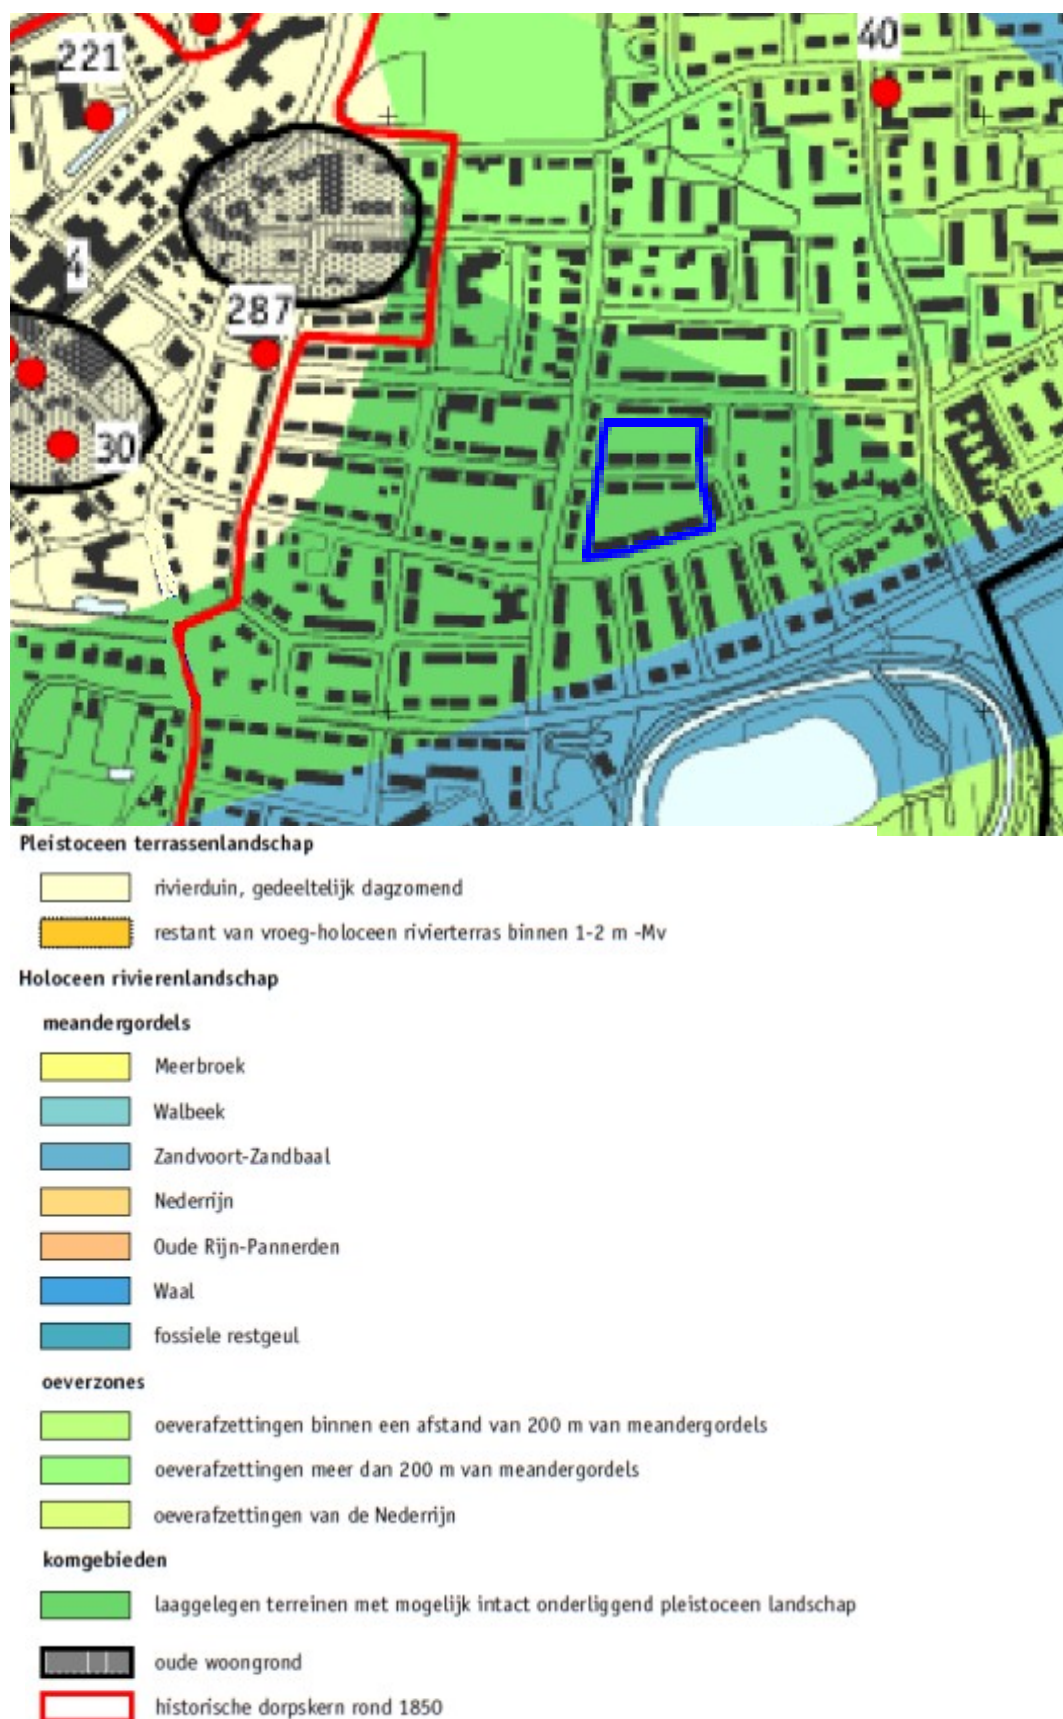 221
40
4
287
30
Pleistoceen terrassenlandschap
rivierduin, gedeeltelijk dagzomend
restant van vroeg-holoceen rivierterras binnen 1-2 m -Mv
Holoceen rivierenlandschap
meandergordels
Meerbroek
Walbeek
Zandvoort-Zandbaal
Nederrijn
Oude Rijn-Pannerden
Waal
fossiele restgeul
oeverzones
oeverafzettingen binnen een afstand van 200 m van meandergordels
oeverafzettingen meer dan 200 m van meandergordels
oeverafzettingen van de Nederrijn
komgebieden
laaggelegen terreinen met mogelijk intact onderliggend pleistoceen landschap
oude woongrond
historische dorpskern rond 1850